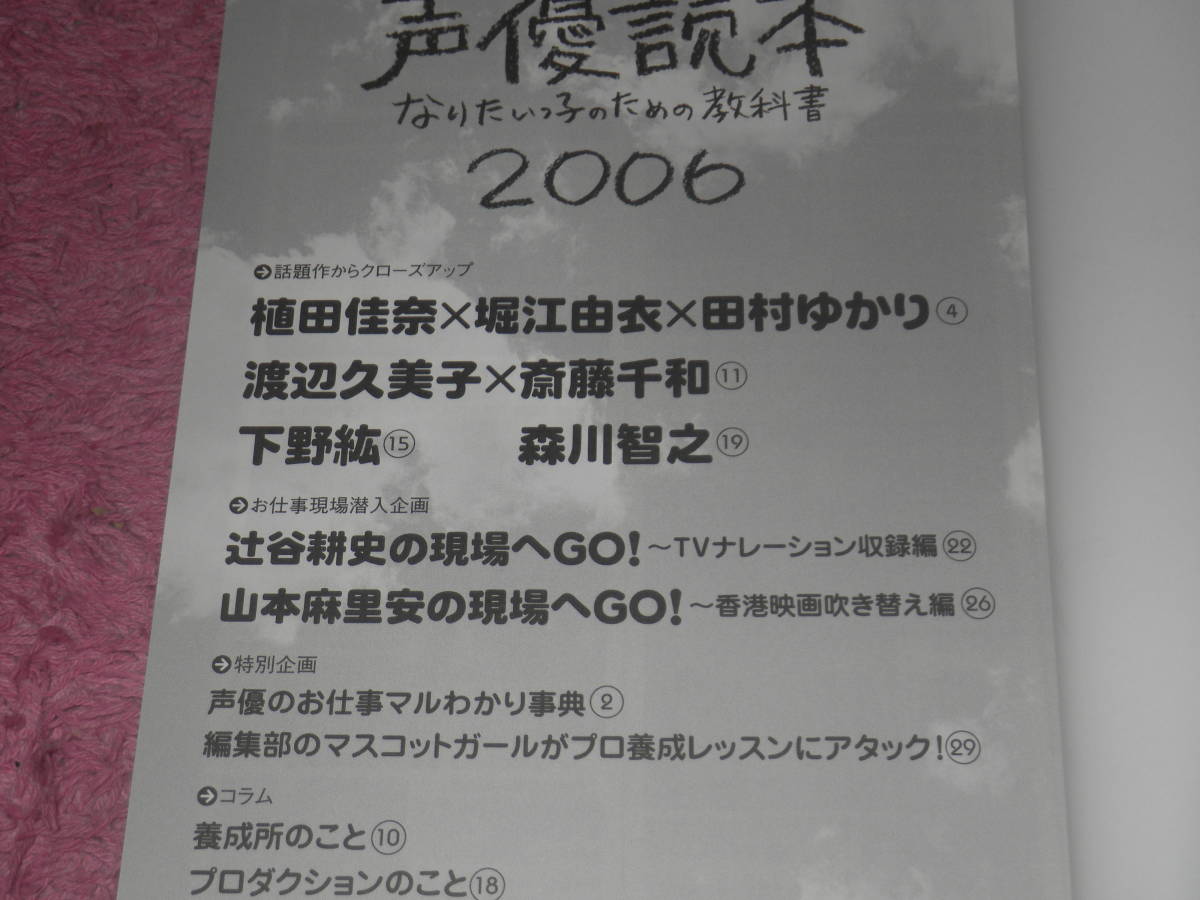 声優読本
なりたいっ子のための教科書
2006
話題作からクローズアップ
植田佳奈×堀江由衣×田村ゆかり④
渡辺久美子×斎藤千和⑪
下野紘⑮ 森川智之⑲
お仕事現場潜入企画
辻谷耕史の現場へGO!～TVナレーション収録編㉒
山本麻里安の現場へGO!～香港映画吹き替え編㉖
特別企画
声優のお仕事マルわかり事典②
編集部のマスコットガールがプロ養成レッスンにアタック!㉙
コラム
養成所のこと⑩
プロダクションのこと⑱